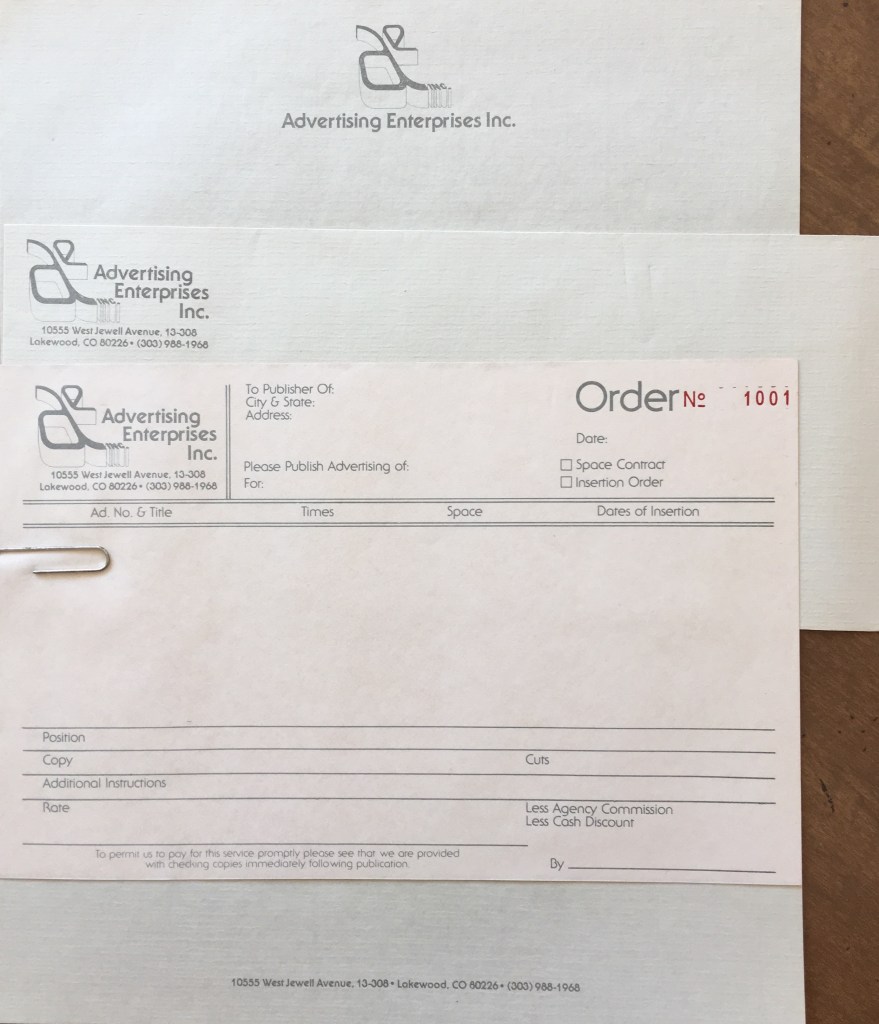 INC.
Advertising Enterprises Inc.
Advertising
Enterprises
INC. Inc.
10555 West Jewell Avenue, 13-308
Lakewood, CO 80226 • (303) 988-1968
Advertising
Enterprises
INC. Inc.
10555 West Jewell Avenue, 13-308
Lakewood, CO 80226 • (303) 988-1968
To Publisher Of:
City & State:
Address:
Please Publish Advertising of:
For:
Order № 1001
Date:
Space Contract
Insertion Order
Ad. No. & Title Times Space Dates of Insertion
Position
Copy Cuts
Additional Instructions
Rate Less Agency Commission
Less Cash Discount
To permit us to pay for this service promptly please see that we are provided
with checking copies immediately following publication.
By
10555 West Jewell Avenue, 13-308 • Lakewood, CO 80226 • (303) 988-1968